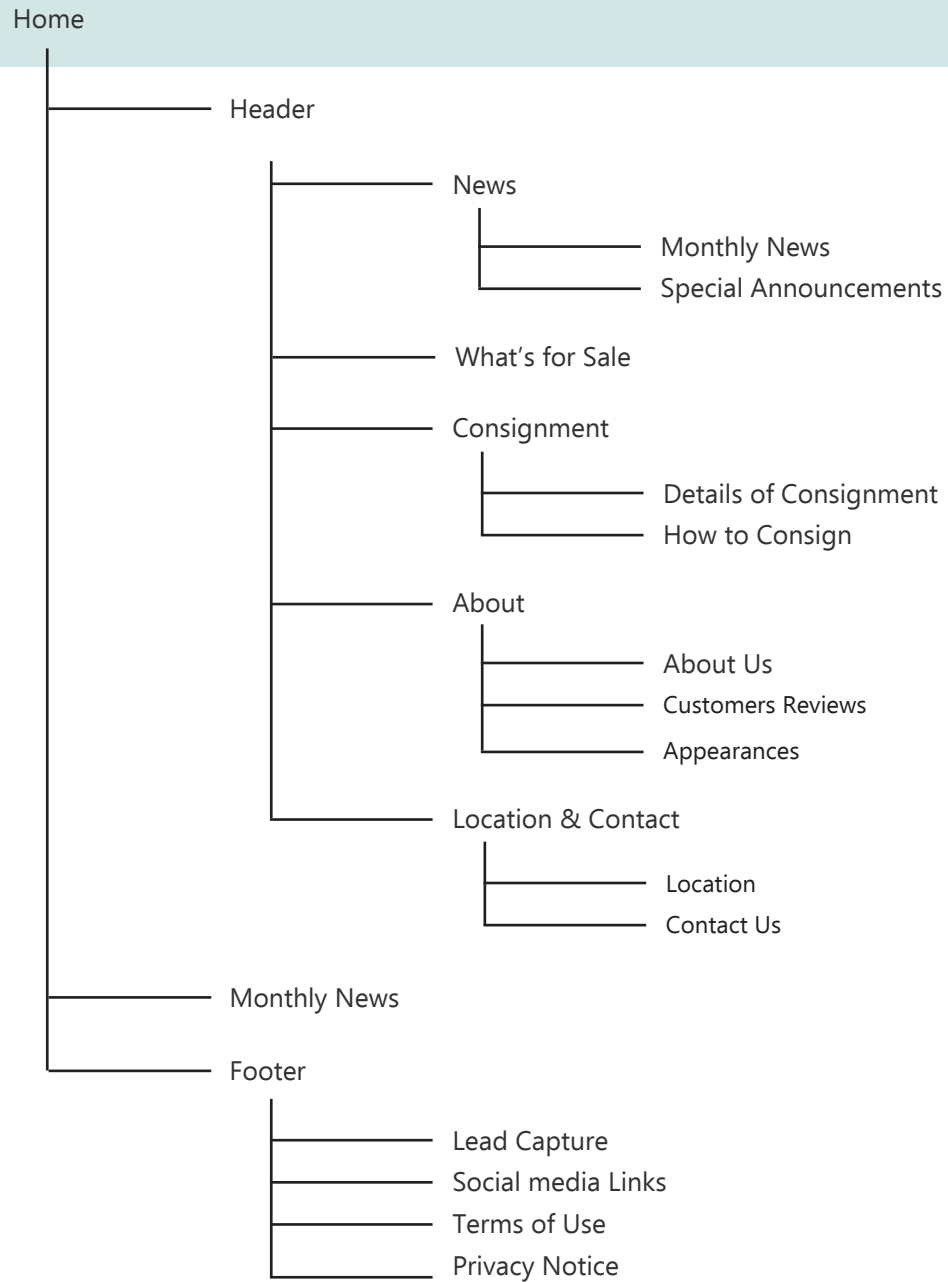 Home
Header
News
Monthly News
Special Announcements
What’s for Sale
Consignment
Details of Consignment
How to Consign
About
About Us
Customers Reviews
Appearances
Location & Contact
Location
Contact Us
Monthly News
Footer
Lead Capture
Social media Links
Terms of Use
Privacy Notice